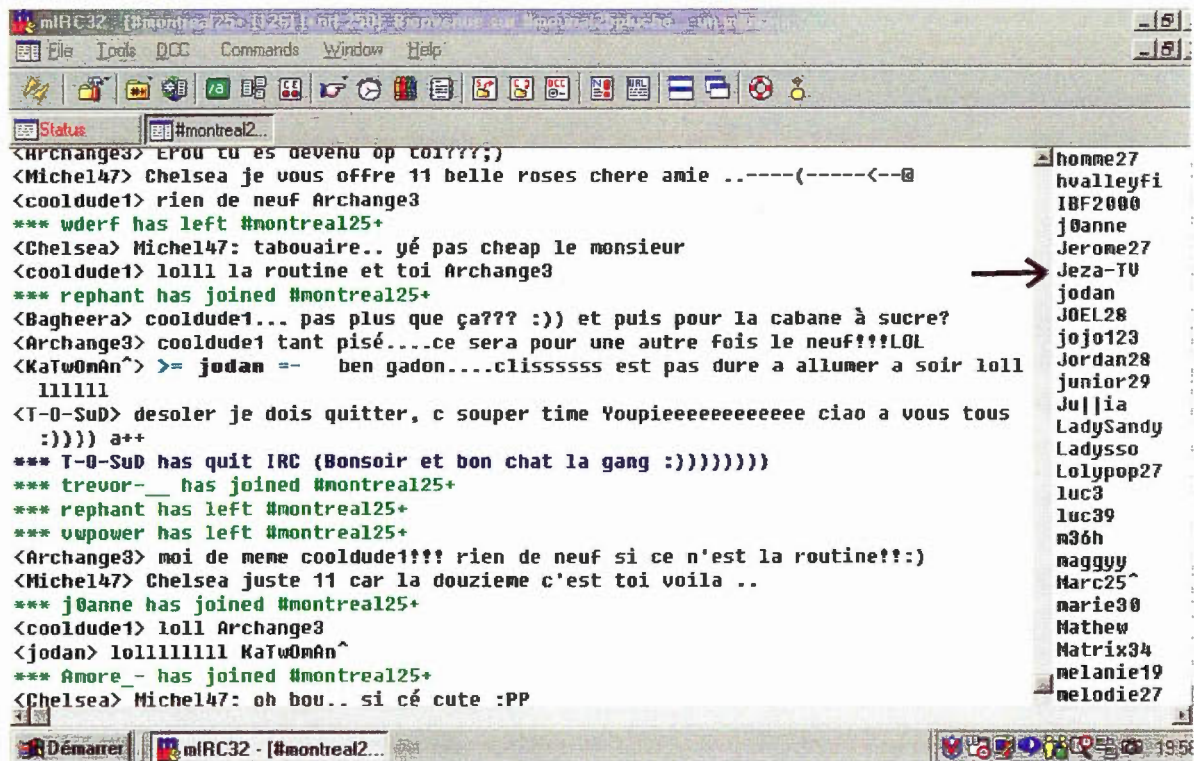 mIRC32 - [#montreal25+ [126] [
File Tools DCC Commands Window Help
Status #montreal2...
<Archange3> Erou tu es devenu op toi???;)
<Michel47> Chelsea je vous offre 11 belle roses chere amie ..----(-----<--@
<cooldude1> rien de neuf Archange3
*** wderf has left #montreal25+
<Chelsea> Michel47: tabouaire.. yé pas cheap le monsieur
<cooldude1> lolll la routine et toi Archange3
*** rephant has joined #montreal25+
<Bagheera> cooldude1... pas plus que ça??? :)) et puis pour la cabane à sucre?
<Archange3> cooldude1 tant pisé....ce sera pour une autre fois le neuf!!!LOL
<KaTwOmAn^> >= jodan =- ben gadon....clissssss est pas dure a allumer a soir loll
llllll
<T-O-SuD> desoler je dois quitter, c souper time Youpieeeeeeeeeeee ciao a vous tous
:)))) a++
*** T-O-SuD has quit IRC (Bonsoir et bon chat la gang :))))))))
*** trevor-__ has joined #montreal25+
*** rephant has left #montreal25+
*** vwpower has left #montreal25+
<Archange3> moi de meme cooldude1!!! rien de neuf si ce n'est la routine!!:)
<Michel47> Chelsea juste 11 car la douzieme c'est toi voila ..
*** j0anne has joined #montreal25+
<cooldude1> loll Archange3
<jodan> lolllllllll KaTwOmAn^
*** Amore_- has joined #montreal25+
<Chelsea> Michel47: oh bou.. si cé cute :PP
homme27
hvalleyfi
IBF2000
j0anne
Jerome27
Jeza-TV
jodan
JOEL28
jojo123
Jordan28
junior29
Ju||ia
LadySandy
Ladysso
Lolypop27
luc3
luc39
m36h
maggyy
Marc25^
marie30
Mathew
Matrix34
melanie19
melodie27
Démarrer mIRC32 - [#montreal2... 19:58